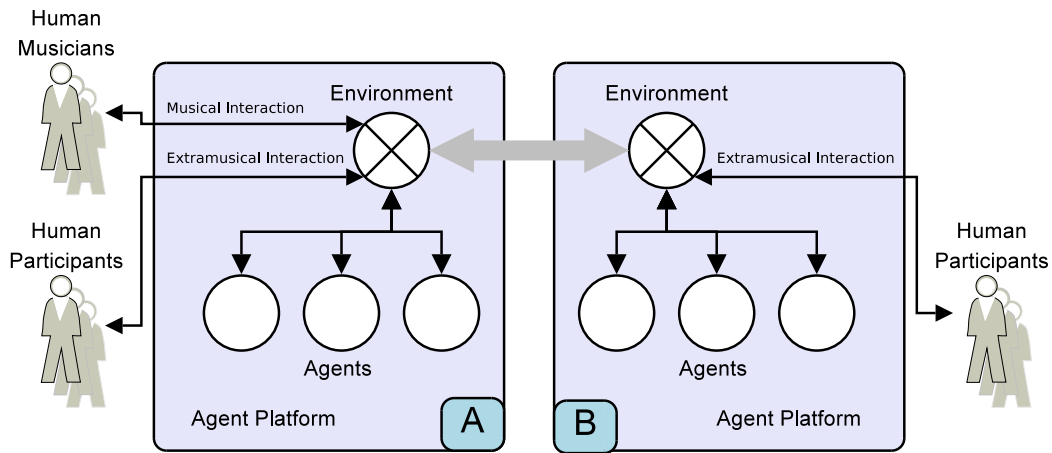 Human
Musicians
Environment
Musical Interaction
Extramusical Interaction
Human
Participants
Agents
Agent Platform
A
Environment
Extramusical Interaction
Human
Participants
Agents
B
Agent Platform